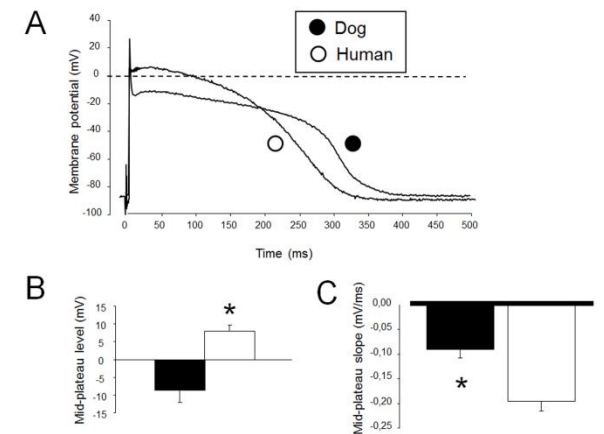 A
Dog
Human
Membrane potential (mV)
40
20
0
-20
-40
-60
-80
-100
0 50 100 150 200 250 300 350 400 450 500
Time (ms)
B
Mid-plateau level (mV)
15
10
5
0
-5
-10
-15
*
C
Mid-plateau slope (mV/ms)
0,00
-0,05
-0,10
-0,15
-0,20
-0,25
*